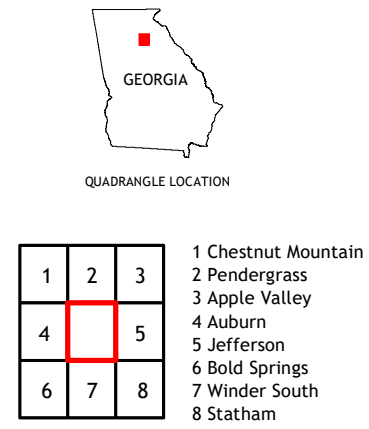 GEORGIA
QUADRANGLE LOCATION
1 2 3
4 5
6 7 8
1 Chestnut Mountain
2 Pendergrass
3 Apple Valley
4 Auburn
5 Jefferson
6 Bold Springs
7 Winder South
8 Statham